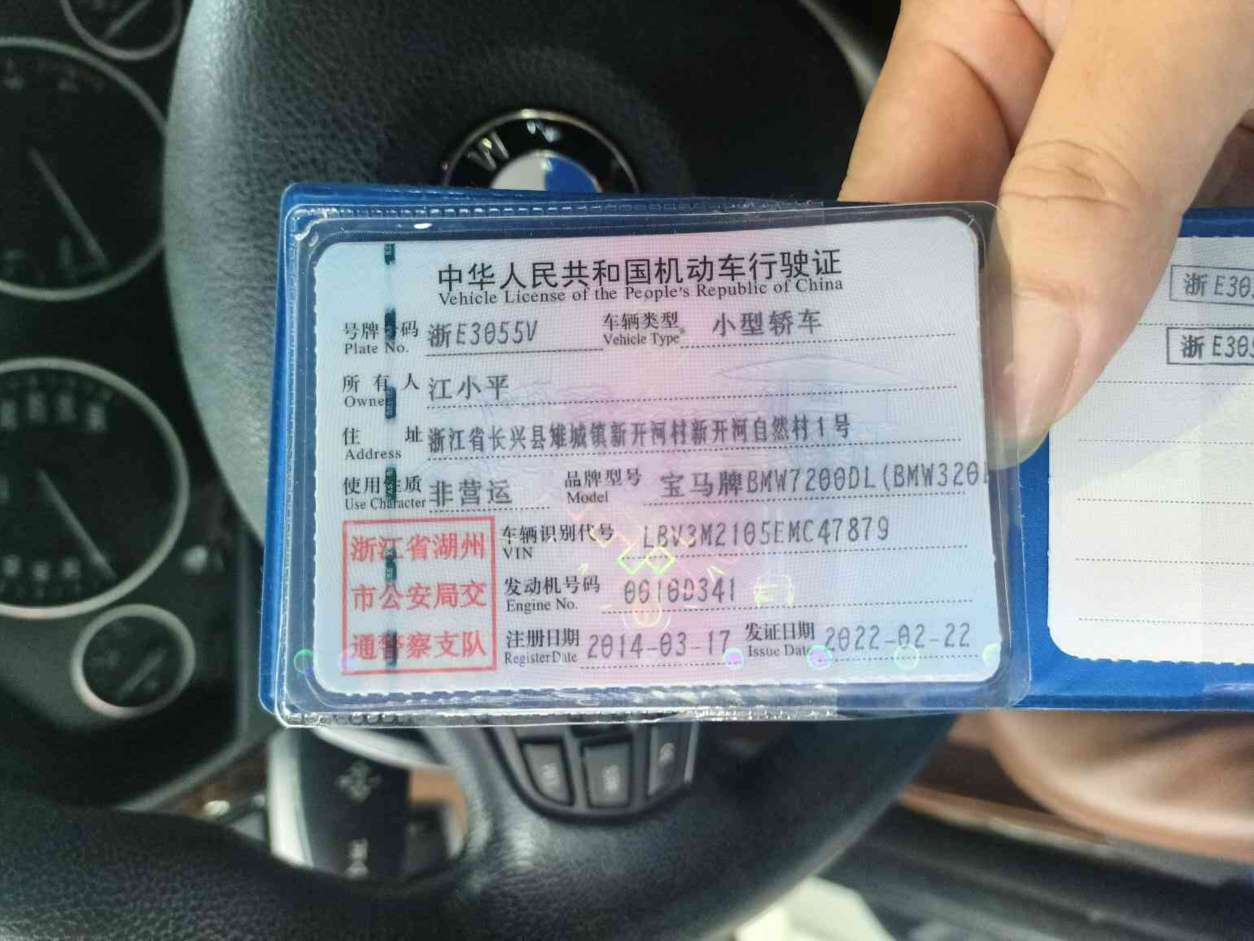 中华人民共和国机动车行驶证
Vehicle License of the People's Republic of China
号牌号码 浙E3055V 车辆类型 小型轿车
Plate No. Vehicle Type
所有人 江小平
Owner
住址 浙江省长兴县雉城镇新开河村新开河自然村1号
Address
使用性质 非营运 品牌型号 宝马牌BMW7200DL(BMW320
Use Character Model
浙江省湖州
市公安局交
通警察支队
车辆识别代号 LBV3M2105EMC47879
VIN
发动机号码 0010D341
Engine No.
注册日期 2014-03-17 发证日期 2022-02-22
Register Date Issue Date
浙E30
浙E305
W